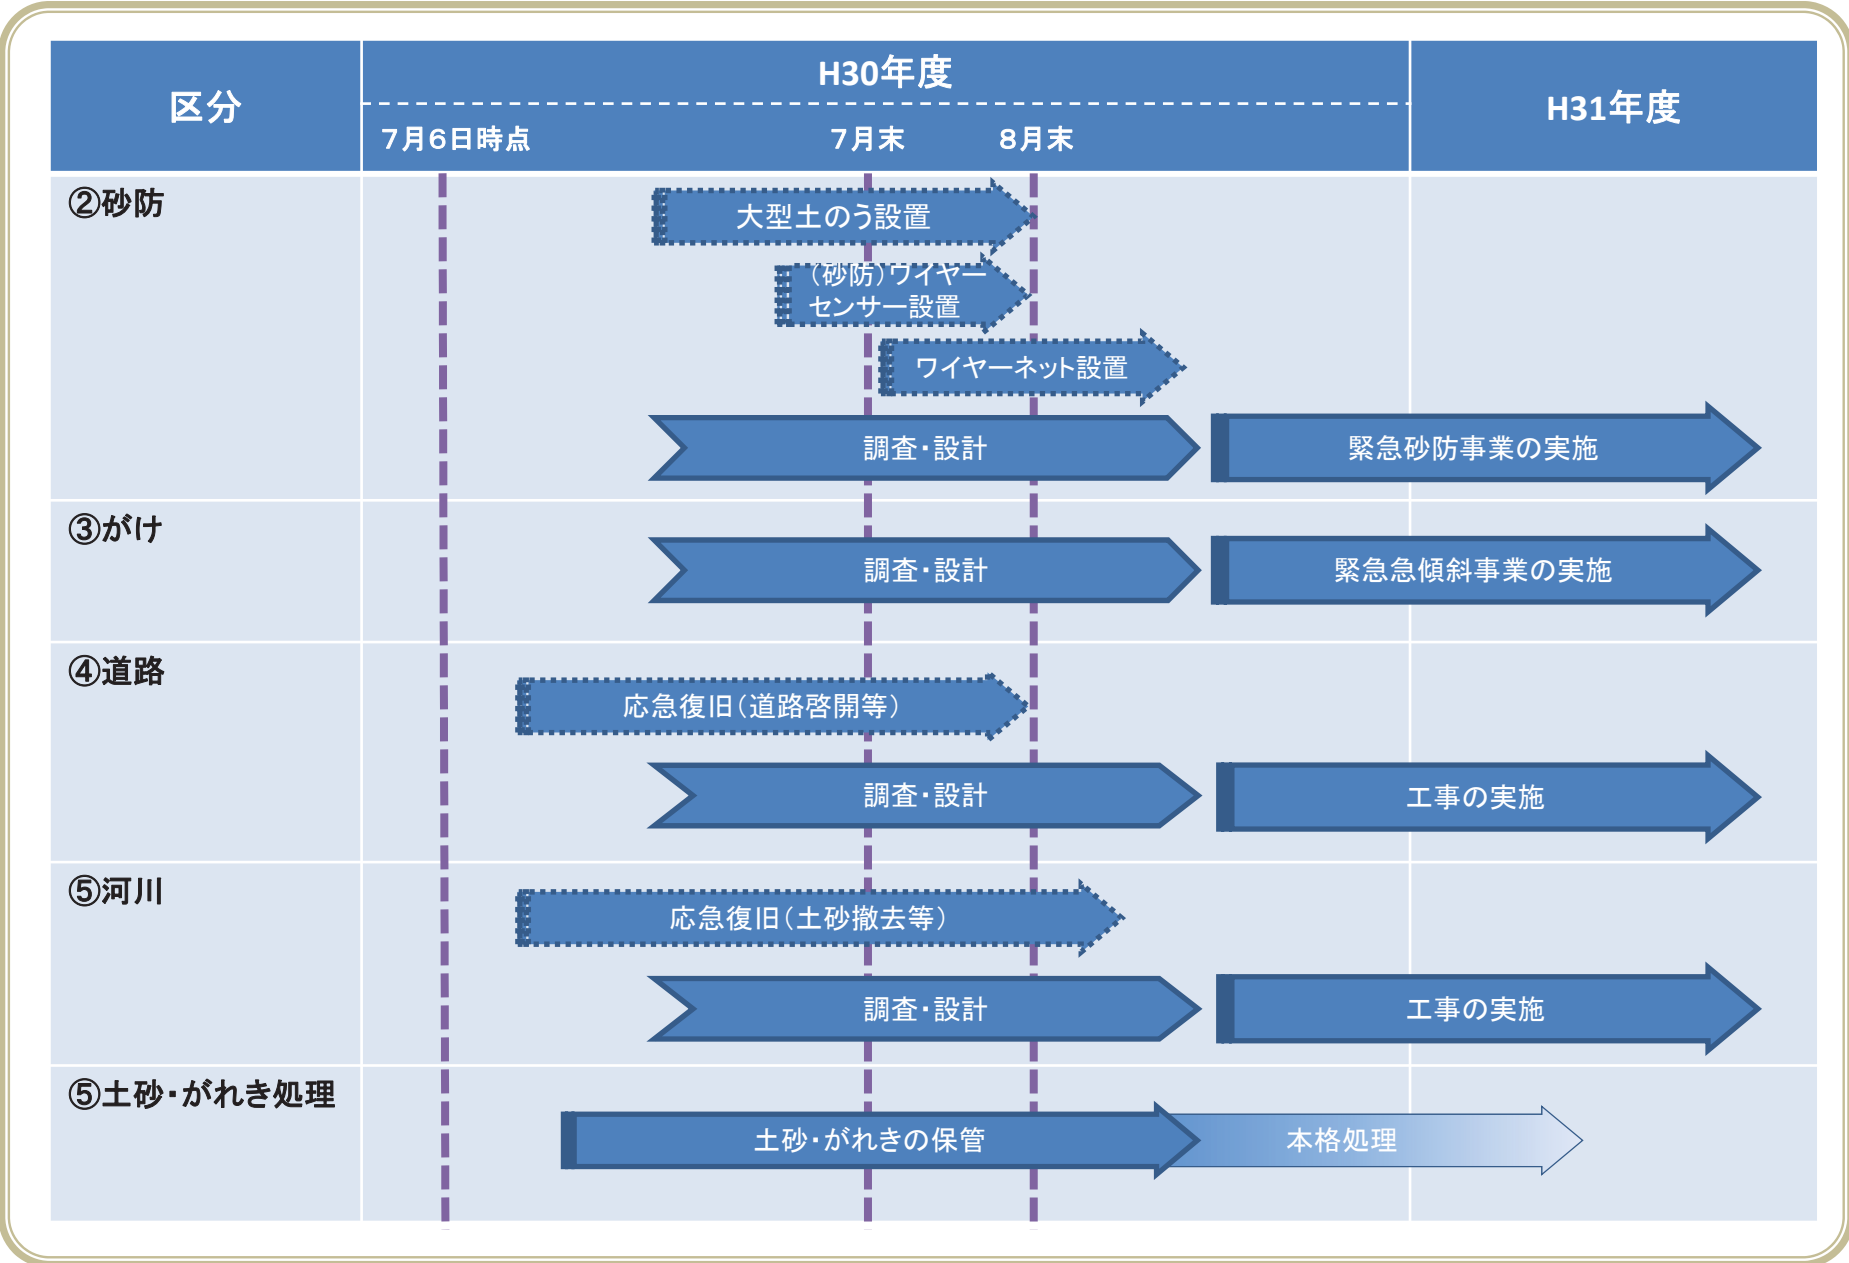 区分
H30年度
H31年度
7月6日時点
7月末
8月末
②砂防
大型土のう設置
(砂防)ワイヤー
センサー設置
ワイヤーネット設置
調査・設計
緊急砂防事業の実施
③がけ
調査・設計
緊急急傾斜事業の実施
④道路
応急復旧(道路啓開等)
調査・設計
工事の実施
⑤河川
応急復旧(土砂撤去等)
調査・設計
工事の実施
⑤土砂・がれき処理
土砂・がれきの保管
本格処理